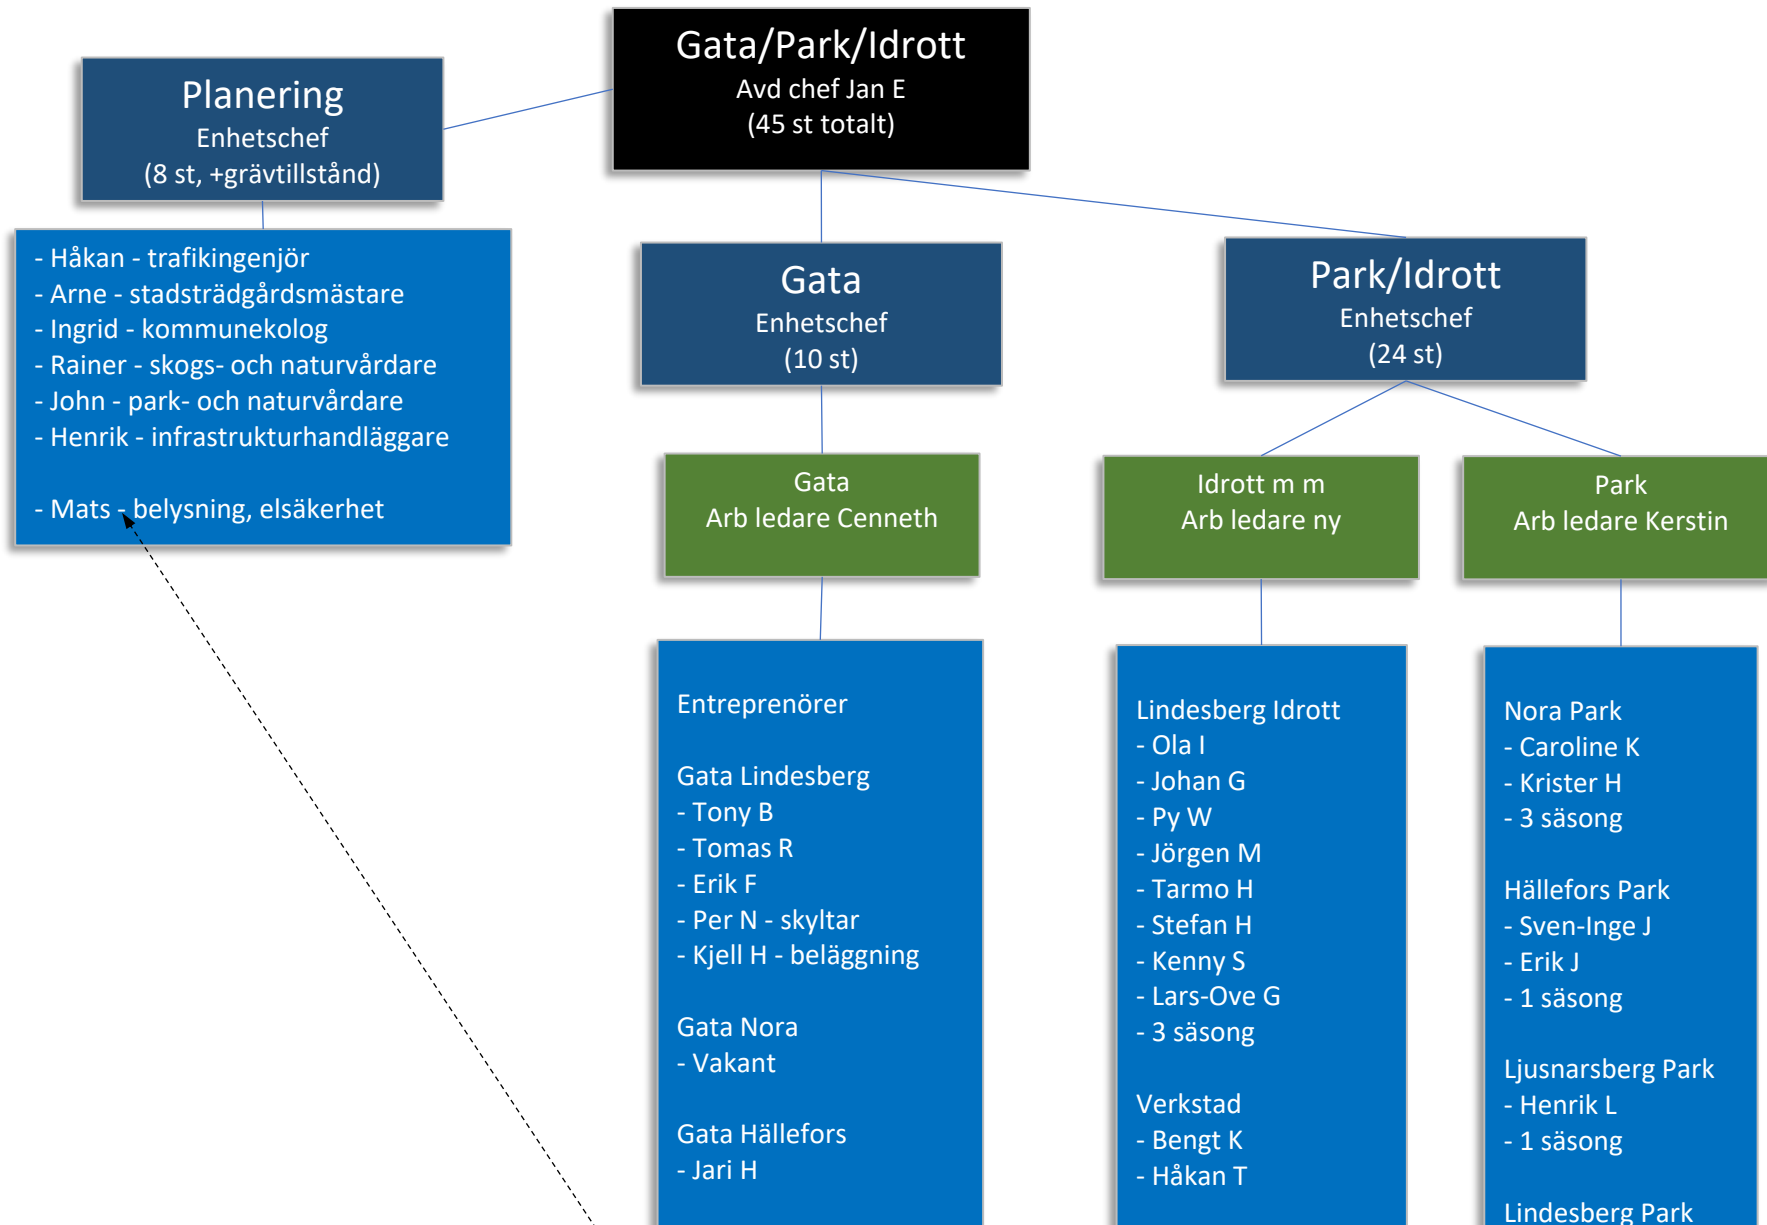 Gata/Park/Idrott
Avd chef Jan E
(45 st totalt)
Planering
Enhetschef
(8 st, +grävtillstånd)
- Håkan - trafikingenjör
- Arne - stadsträdgårdsmästare
- Ingrid - kommunekolog
- Rainer - skogs- och naturvårdare
- John - park- och naturvårdare
- Henrik - infrastrukturhandläggare
- Mats - belysning, elsäkerhet
Gata
Enhetschef
(10 st)
Park/Idrott
Enhetschef
(24 st)
Gata
Arb ledare Cenneth
Idrott m m
Arb ledare ny
Park
Arb ledare Kerstin
Entreprenörer
Gata Lindesberg
- Tony B
- Tomas R
- Erik F
- Per N - skyltar
- Kjell H - beläggning
Gata Nora
- Vakant
Gata Hällefors
- Jari H
Lindesberg Idrott
- Ola I
- Johan G
- Py W
- Jörgen M
- Tarmo H
- Stefan H
- Kenny S
- Lars-Ove G
- 3 säsong
Verkstad
- Bengt K
- Håkan T
Nora Park
- Caroline K
- Krister H
- 3 säsong
Hällefors Park
- Sven-Inge J
- Erik J
- 1 säsong
Ljusnarsberg Park
- Henrik L
- 1 säsong
Lindesberg Park